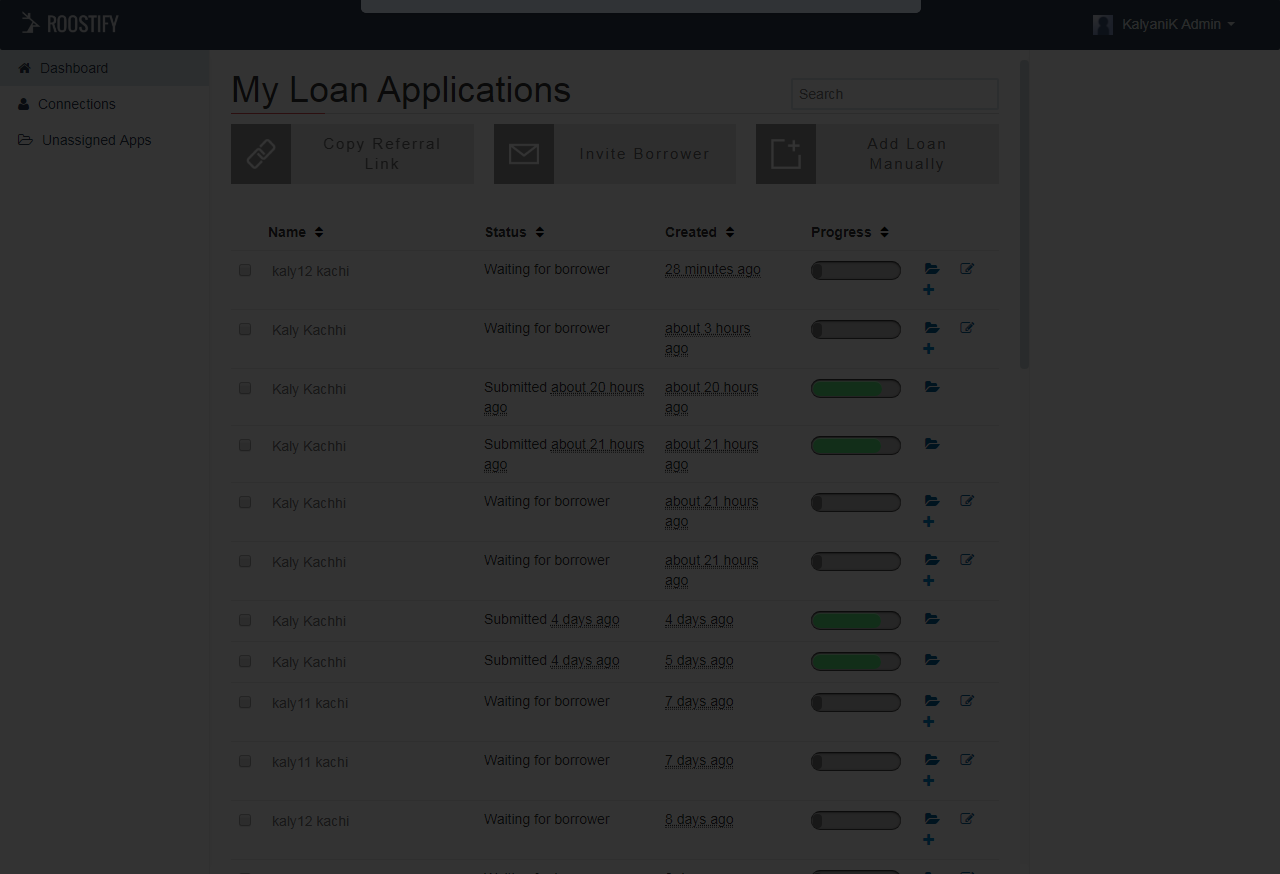 ROOSTIFY
KalyaniK Admin
Dashboard
Connections
Unassigned Apps
My Loan Applications
Search
Copy Referral
Link
Invite Borrower
Add Loan
Manually
Name Status Created Progress
kaly12 kachi Waiting for borrower 28 minutes ago
Kaly Kachhi Waiting for borrower about 3 hours
ago
Kaly Kachhi Submitted about 20 hours about 20 hours
ago ago
Kaly Kachhi Submitted about 21 hours about 21 hours
ago ago
Kaly Kachhi Waiting for borrower about 21 hours
ago
Kaly Kachhi Waiting for borrower about 21 hours
ago
Kaly Kachhi Submitted 4 days ago 4 days ago
Kaly Kachhi Submitted 4 days ago 5 days ago
kaly11 kachi Waiting for borrower 7 days ago
kaly11 kachi Waiting for borrower 7 days ago
kaly12 kachi Waiting for borrower 8 days ago